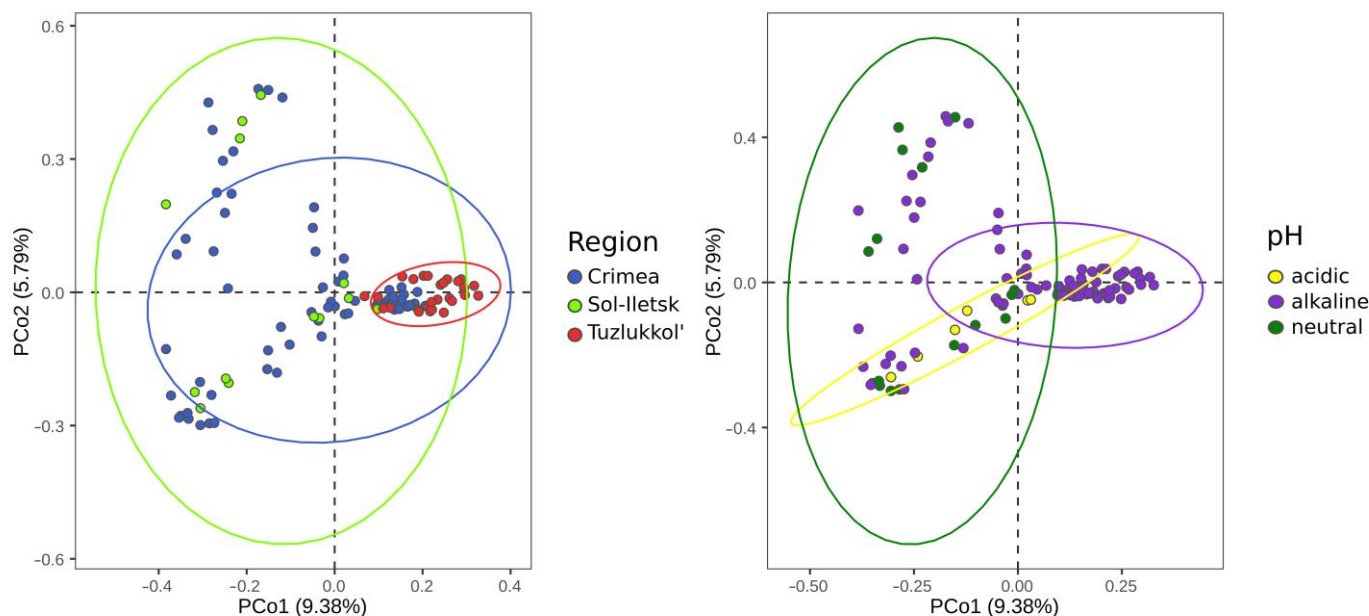 0.6
0.3
0.0
−0.3
−0.6
PCo2 (5.79%)
−0.4
−0.2
0.0
0.2
0.4
PCo1 (9.38%)
Region
Crimea
Sol-Iletsk
Tuzlukkol'
0.4
0.0
−0.4
PCo2 (5.79%)
−0.50
−0.25
0.00
0.25
PCo1 (9.38%)
pH
acidic
alkaline
neutral